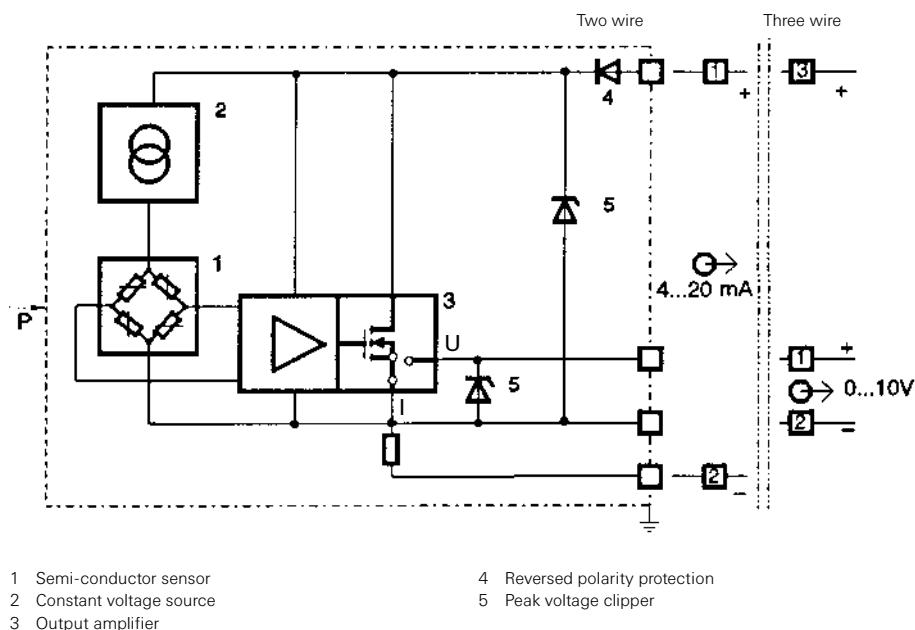 Two wire Three wire
2
4
1 3
+ +
5
1
4...20 mA
P
3
U
1 +
5
0...10V
I
2 −
2
−
1 Semi-conductor sensor
2 Constant voltage source
3 Output amplifier
4 Reversed polarity protection
5 Peak voltage clipper